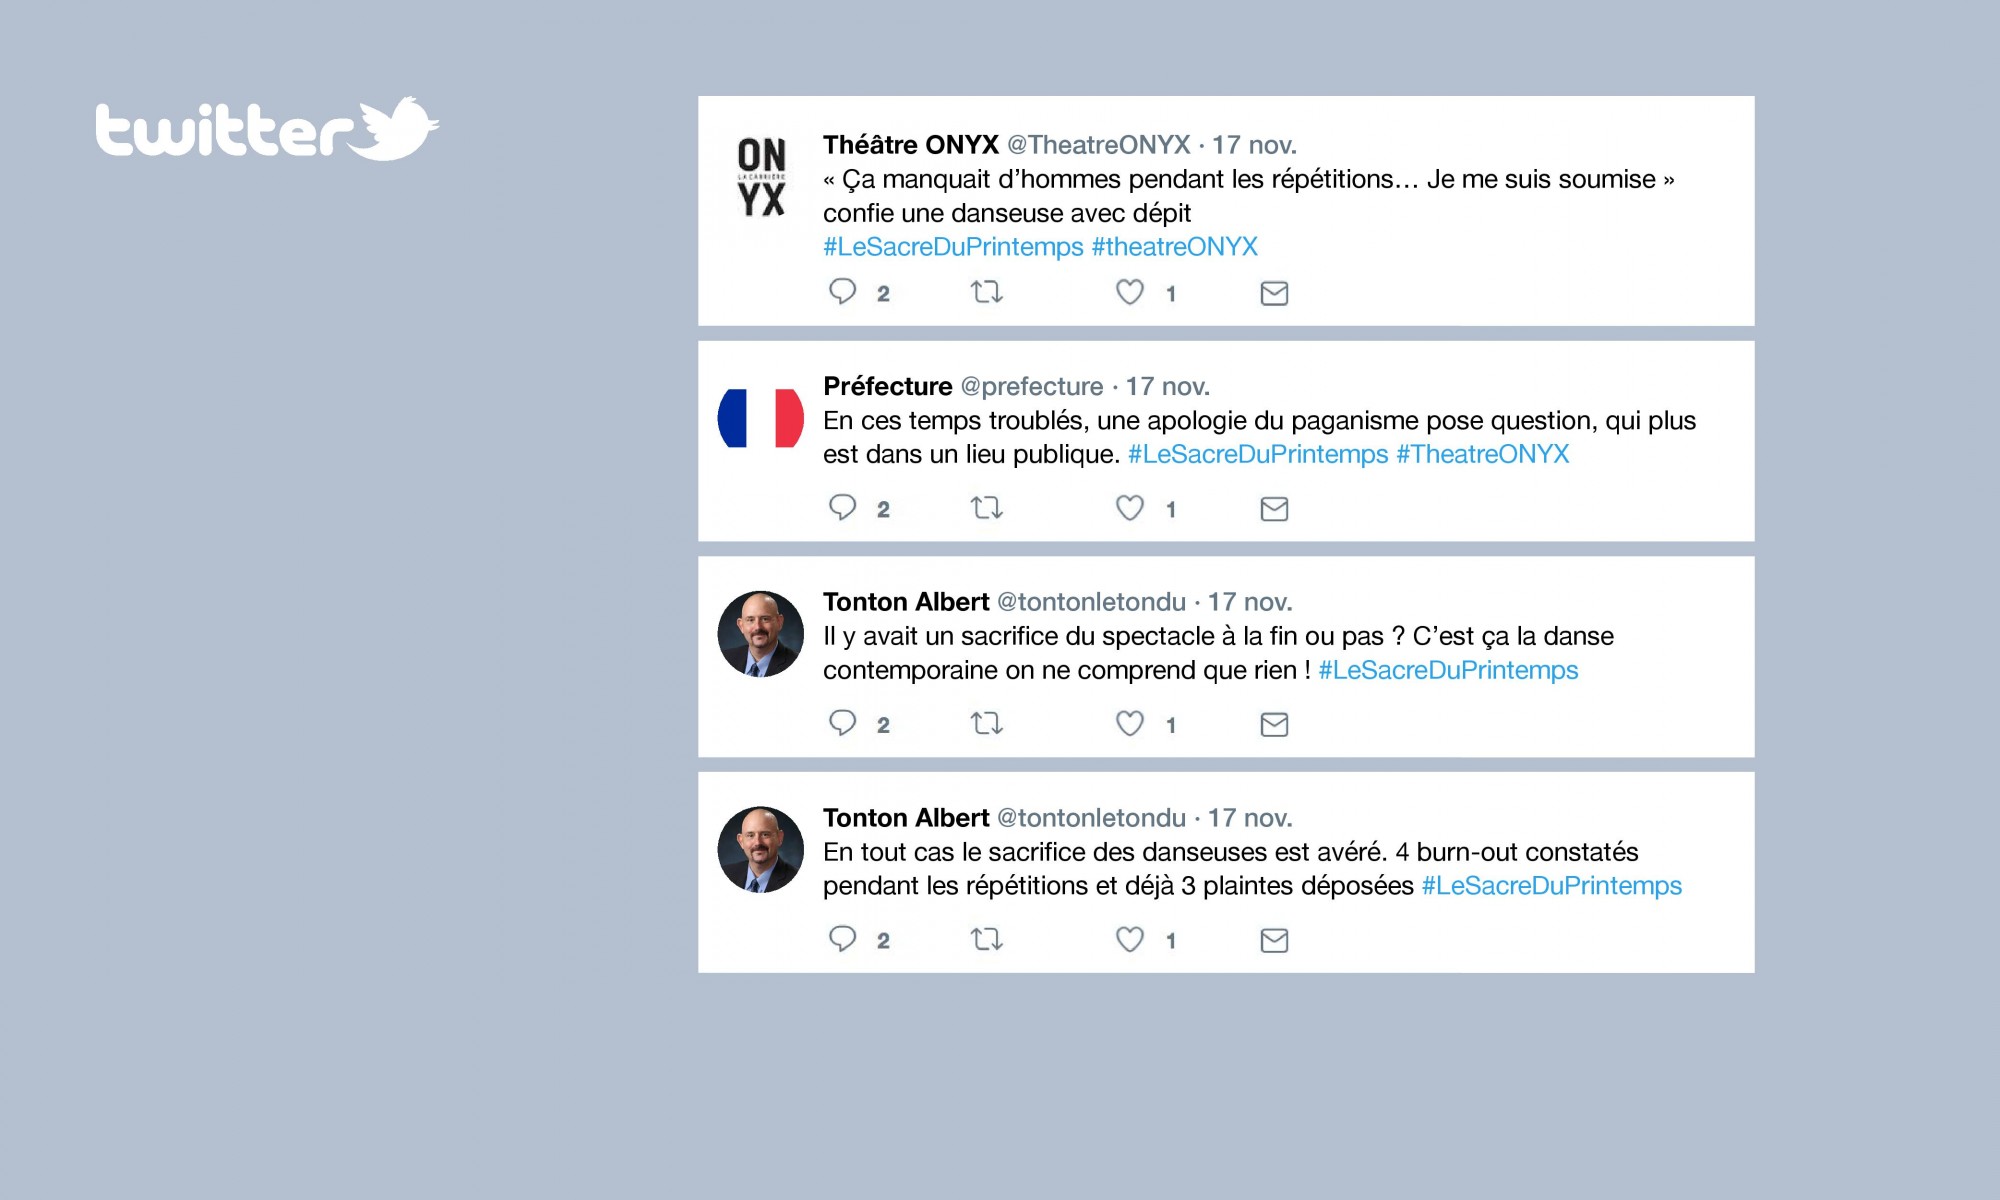 twitter
ON
LA CARRIÈRE
YX
Théâtre ONYX @TheatreONYX · 17 nov.
« Ça manquait d’hommes pendant les répétitions… Je me suis soumise »
confie une danseuse avec dépit
#LeSacreDuPrintemps #theatreONYX
2 1
Préfecture @prefecture · 17 nov.
En ces temps troublés, une apologie du paganisme pose question, qui plus
est dans un lieu publique. #LeSacreDuPrintemps #TheatreONYX
2 1
Tonton Albert @tontonletondu · 17 nov.
Il y avait un sacrifice du spectacle à la fin ou pas ? C’est ça la danse
contemporaine on ne comprend que rien ! #LeSacreDuPrintemps
2 1
Tonton Albert @tontonletondu · 17 nov.
En tout cas le sacrifice des danseuses est avéré. 4 burn-out constatés
pendant les répétitions et déjà 3 plaintes déposées #LeSacreDuPrintemps
2 1